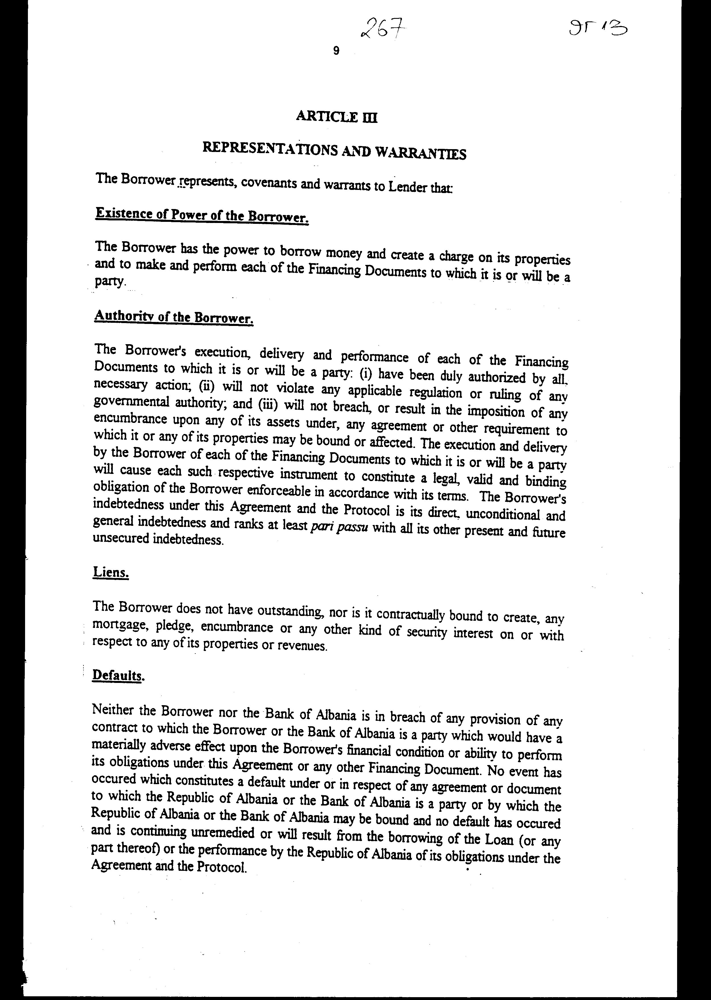 267
9
ARTICLE III
REPRESENTATIONS AND WARRANTIES
The Borrower represents, covenants and warrants to Lender that:
Existence of Power of the Borrower.
The Borrower has the power to borrow money and create a charge on its properties
and to make and perform each of the Financing Documents to which it is or will be a
party.
Authority of the Borrower.
The Borrower's execution, delivery and performance of each of the Financing
Documents to which it is or will be a party: (i) have been duly authorized by all
necessary action; (ii) will not violate any applicable regulation or ruling of any
governmental authority; and (iii) will not breach, or result in the imposition of any
encumbrance upon any of its assets under, any agreement or other requirement to
which it or any of its properties may be bound or affected. The execution and delivery
by the Borrower of each of the Financing Documents to which it is or will be a party
will cause each such respective instrument to constitute a legal, valid and binding
obligation of the Borrower enforceable in accordance with its terms. The Borrower's
indebtedness under this Agreement and the Protocol is its direct, unconditional and
general indebtedness and ranks at least pari passu with all its other present and future
unsecured indebtedness.
Liens.
The Borrower does not have outstanding, nor is it contractually bound to create, any
mortgage, pledge, encumbrance or any other kind of security interest on or with
respect to any of its properties or revenues.
Defaults.
Neither the Borrower nor the Bank of Albania is in breach of any provision of any
contract to which the Borrower or the Bank of Albania is a party which would have a
materially adverse effect upon the Borrower's financial condition or ability to perform
its obligations under this Agreement or any other Financing Document. No event has
occured which constitutes a default under or in respect of any agreement or document
to which the Republic of Albania or the Bank of Albania is a party or by which the
Republic of Albania or the Bank of Albania may be bound and no default has occured
and is continuing unremedied or will result from the borrowing of the Loan (or any
part thereof) or the performance by the Republic of Albania of its obligations under the
Agreement and the Protocol.